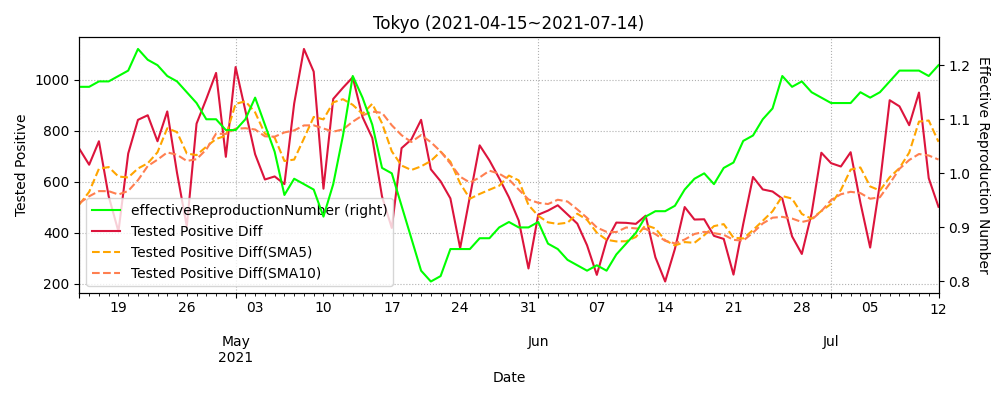 Tokyo (2021-04-15~2021-07-14)
Tested Positive
1000
800
600
400
200
1.2
1.1
1.0
0.9
0.8
Effective Reproduction Number
effectiveReproductionNumber (right)
Tested Positive Diff
Tested Positive Diff(SMA5)
Tested Positive Diff(SMA10)
19 26 03 10 17 24 31 07 14 21 28 05 12
May Jun Jul
2021
Date